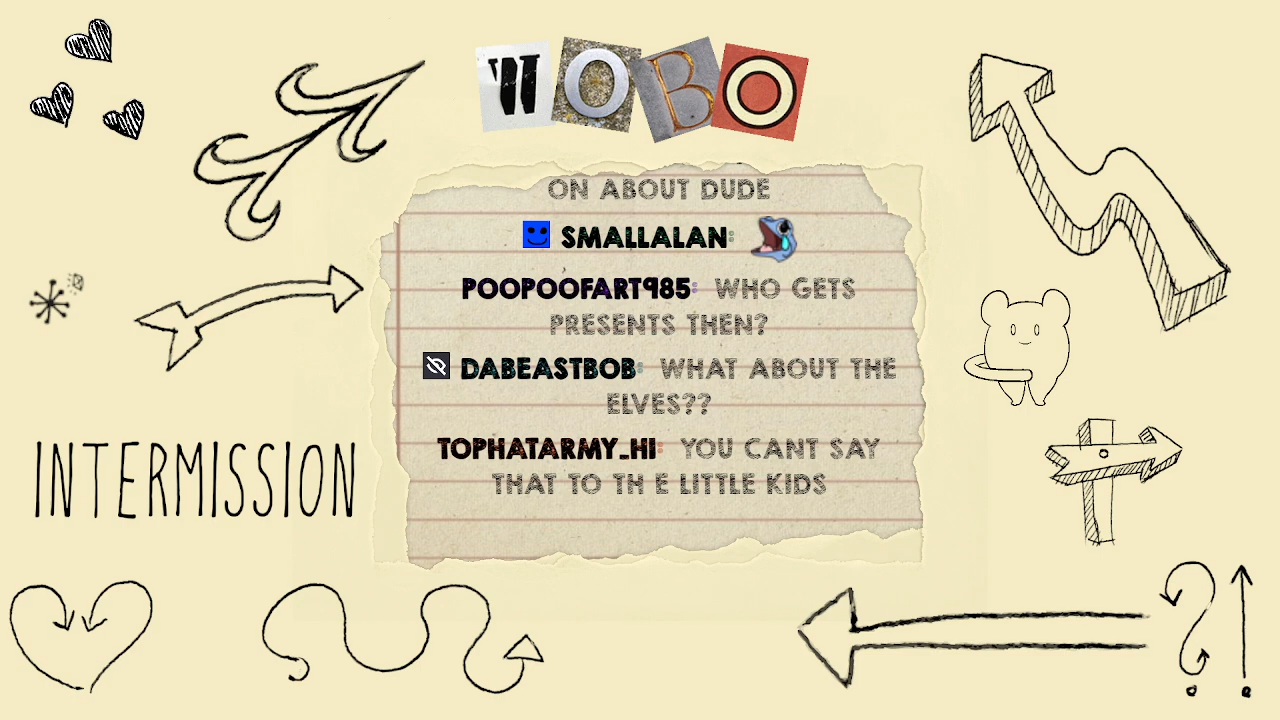 WOBO
ON ABOUT DUDE
SMALLALAN:
POOPOOFART985: WHO GETS
PRESENTS THEN?
DABEASTBOB: WHAT ABOUT THE
ELVES??
TOPHATARMY_HI: YOU CANT SAY
THAT TO TH E LITTLE KIDS
INTERMISSION
?!